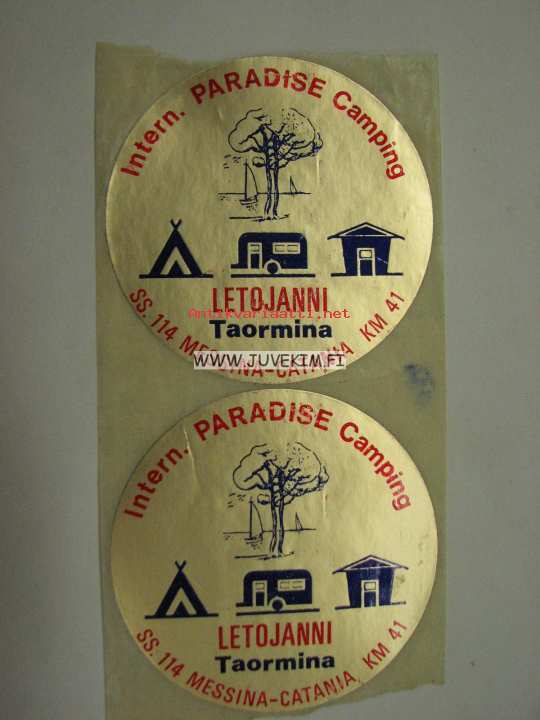 Intern. PARADISE Camping
LETOJANNI
Antikvariaatti.net
Taormina
SS. 114 MESSINA-CATANIA KM 41
WWW.JUVEKIM.FI
Intern. PARADISE Camping
LETOJANNI
Taormina
SS. 114 MESSINA-CATANIA, KM 41